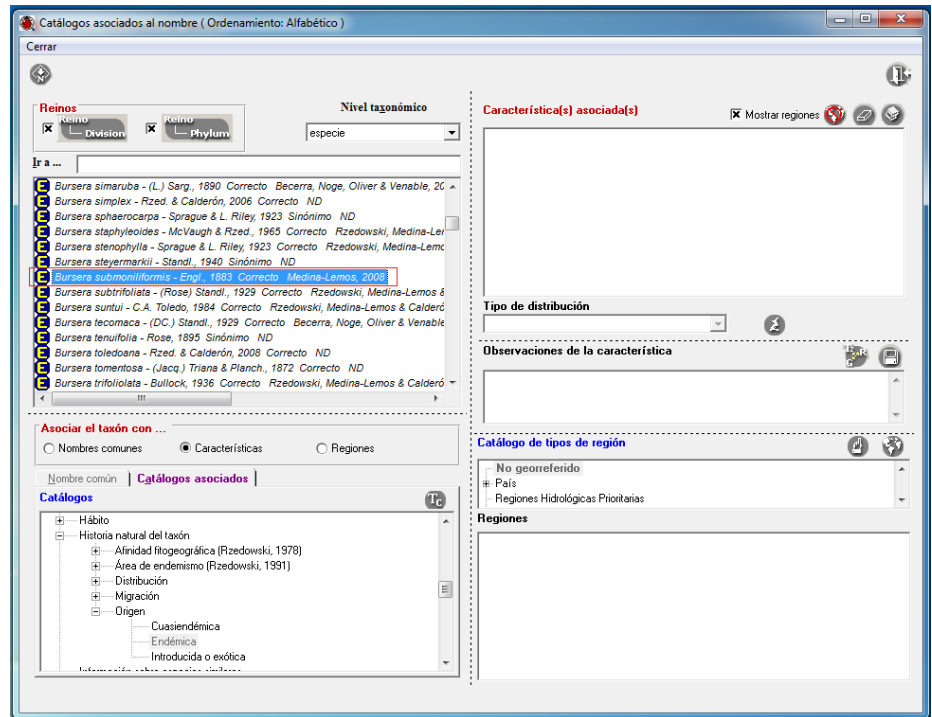 Catálogos asociados al nombre ( Ordenamiento: Alfabético )
Cerrar
Reinos
Reino
Division
Reino
Phylum
Nivel taxonómico
especie
Ir a ...
Bursera simaruba - (L.) Sarg., 1890 Correcto Becerra, Noge, Oliver & Venable, 20
Bursera simplex - Rzed. & Calderón, 2006 Correcto ND
Bursera sphaerocarpa - Sprague & L. Riley, 1923 Sinónimo ND
Bursera staphyleoides - McVaugh & Rzed., 1965 Correcto Rzedowski, Medina-Ler
Bursera stenophylla - Sprague & L. Riley, 1923 Correcto Rzedowski, Medina-Lemo
Bursera steyermarkii - Standl., 1940 Sinónimo ND
Bursera submoniliformis - Engl., 1883 Correcto Medina-Lemos, 2008
Bursera subtrifoliata - (Rose) Standl., 1929 Correcto Rzedowski, Medina-Lemos &
Bursera suntui - C.A. Toledo, 1984 Correcto Rzedowski, Medina-Lemos & Calderó
Bursera tecomaca - (DC.) Standl., 1929 Correcto Becerra, Noge, Oliver & Venable
Bursera tenuifolia - Rose, 1895 Sinónimo ND
Bursera toledoana - Rzed. & Calderón, 2008 Correcto ND
Bursera tomentosa - (Jacq.) Triana & Planch., 1872 Correcto ND
Bursera trifoliolata - Bullock, 1936 Correcto Rzedowski, Medina-Lemos & Calderó
Asociar el taxón con ...
Nombres comunes Características Regiones
Nombre común Catálogos asociados
Catálogos
Tc
Hábito
Historia natural del taxón
Afinidad fitogeográfica (Rzedowski, 1978)
Área de endemismo (Rzedowski, 1991)
Distribución
Migración
Origen
Cuasiendémica
Endémica
Introducida o exótica
Información sobre especies similares
Característica(s) asociada(s)
Mostrar regiones
Tipo de distribución
Observaciones de la característica
Catálogo de tipos de región
No georreferido
País
Regiones Hidrológicas Prioritarias
Regiones